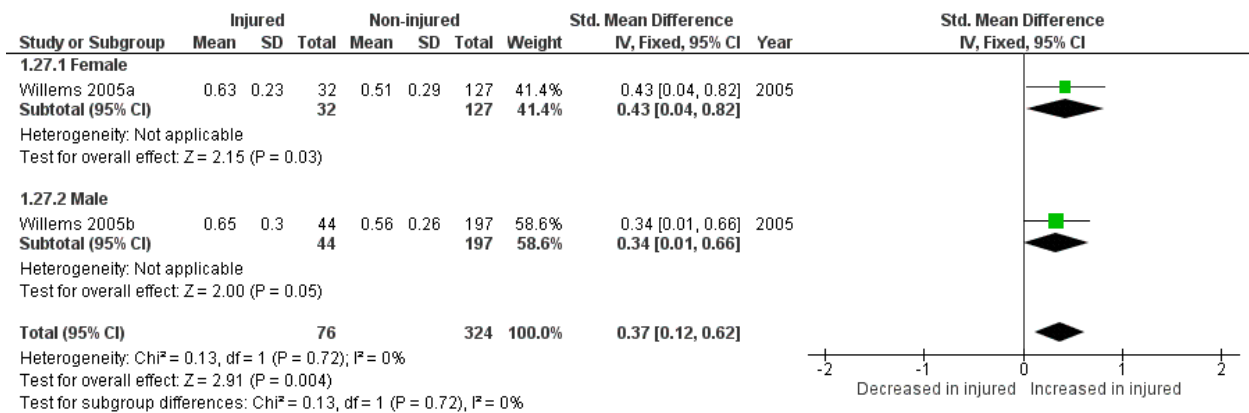 Injured Non-injured Std. Mean Difference Std. Mean Difference
Study or Subgroup Mean SD Total Mean SD Total Weight IV, Fixed, 95% CI Year IV, Fixed, 95% CI
1.27.1 Female
Willems 2005a 0.63 0.23 32 0.51 0.29 127 41.4% 0.43 [0.04, 0.82] 2005
Subtotal (95% CI) 32 127 41.4% 0.43 [0.04, 0.82]
Heterogeneity: Not applicable
Test for overall effect: Z = 2.15 (P = 0.03)
1.27.2 Male
Willems 2005b 0.65 0.3 44 0.56 0.26 197 58.6% 0.34 [0.01, 0.66] 2005
Subtotal (95% CI) 44 197 58.6% 0.34 [0.01, 0.66]
Heterogeneity: Not applicable
Test for overall effect: Z = 2.00 (P = 0.05)
Total (95% CI) 76 324 100.0% 0.37 [0.12, 0.62]
Heterogeneity: Chi² = 0.13, df = 1 (P = 0.72); I² = 0%
Test for overall effect: Z = 2.91 (P = 0.004)
Test for subgroup differences: Chi² = 0.13, df = 1 (P = 0.72), I² = 0%
-2 -1 0 1 2
Decreased in injured Increased in injured